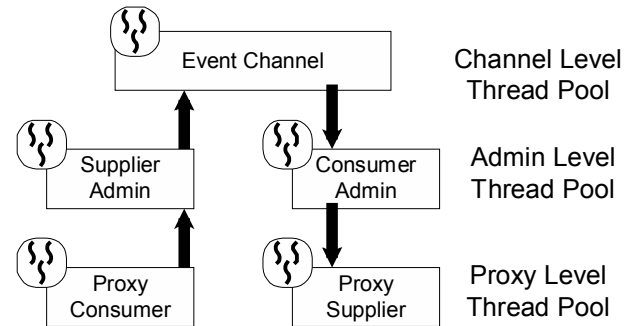 Event Channel
Channel Level
Thread Pool
Supplier
Admin
Consumer
Admin
Admin Level
Thread Pool
Proxy
Consumer
Proxy
Supplier
Proxy Level
Thread Pool